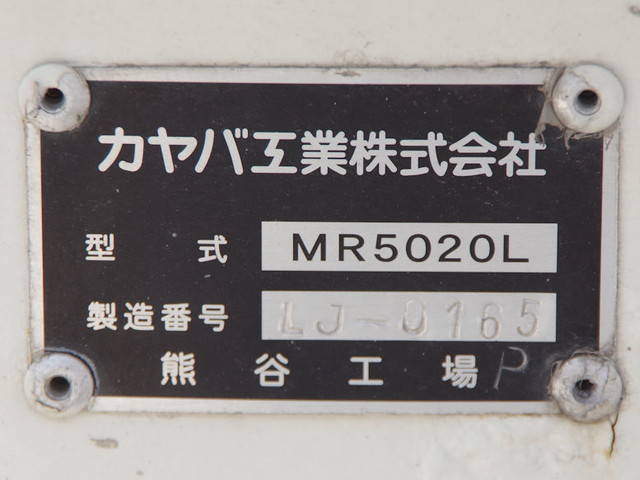 カヤバ工業株式会社
型式 MR5020L
製造番号 LJ-0165
熊谷工場